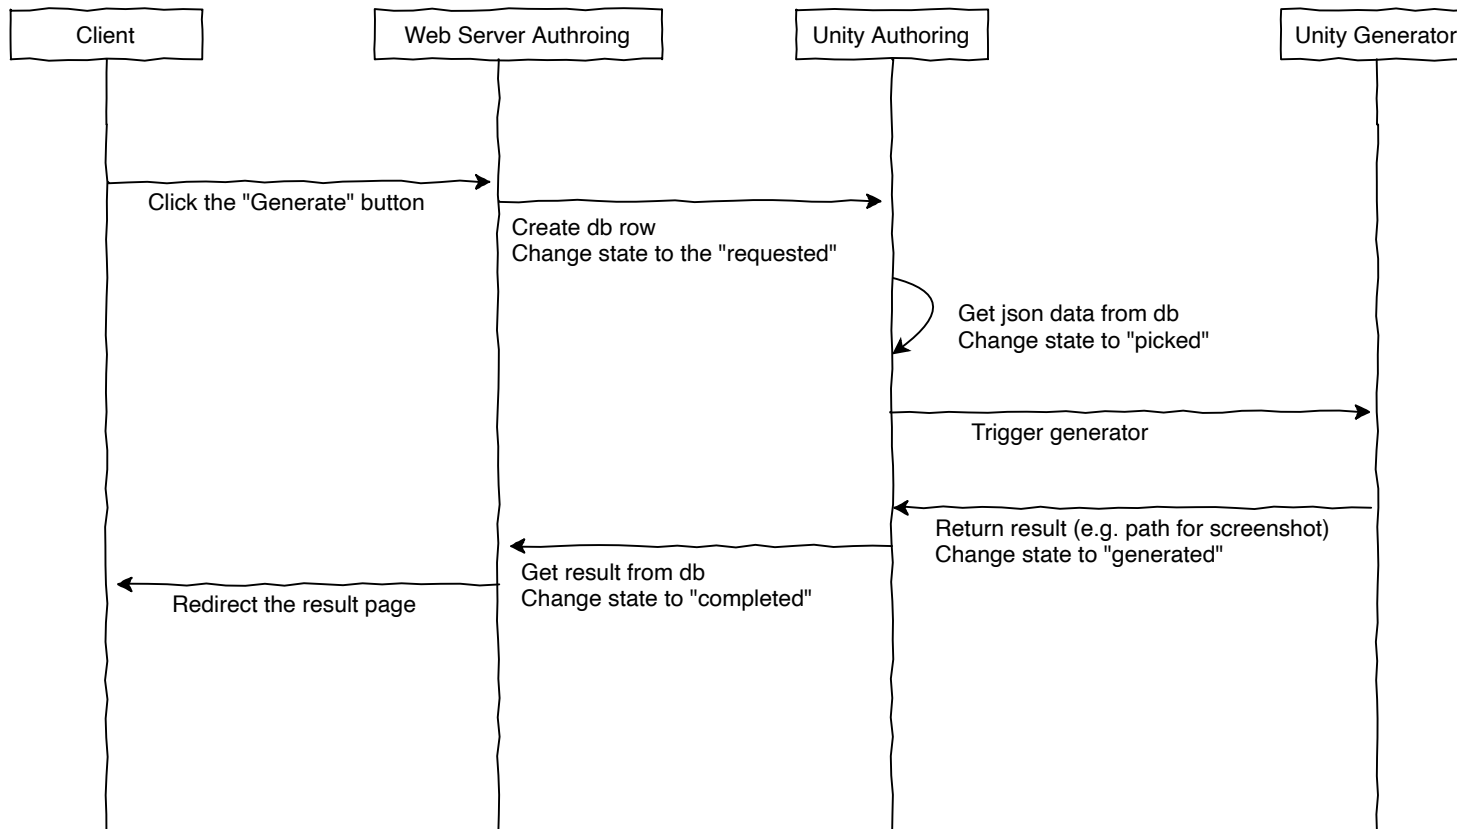 Client
Web Server Authroing
Unity Authoring
Unity Generator
Click the "Generate" button
Create db row
Change state to the "requested"
Get json data from db
Change state to "picked"
Trigger generator
Return result (e.g. path for screenshot)
Change state to "generated"
Get result from db
Change state to "completed"
Redirect the result page